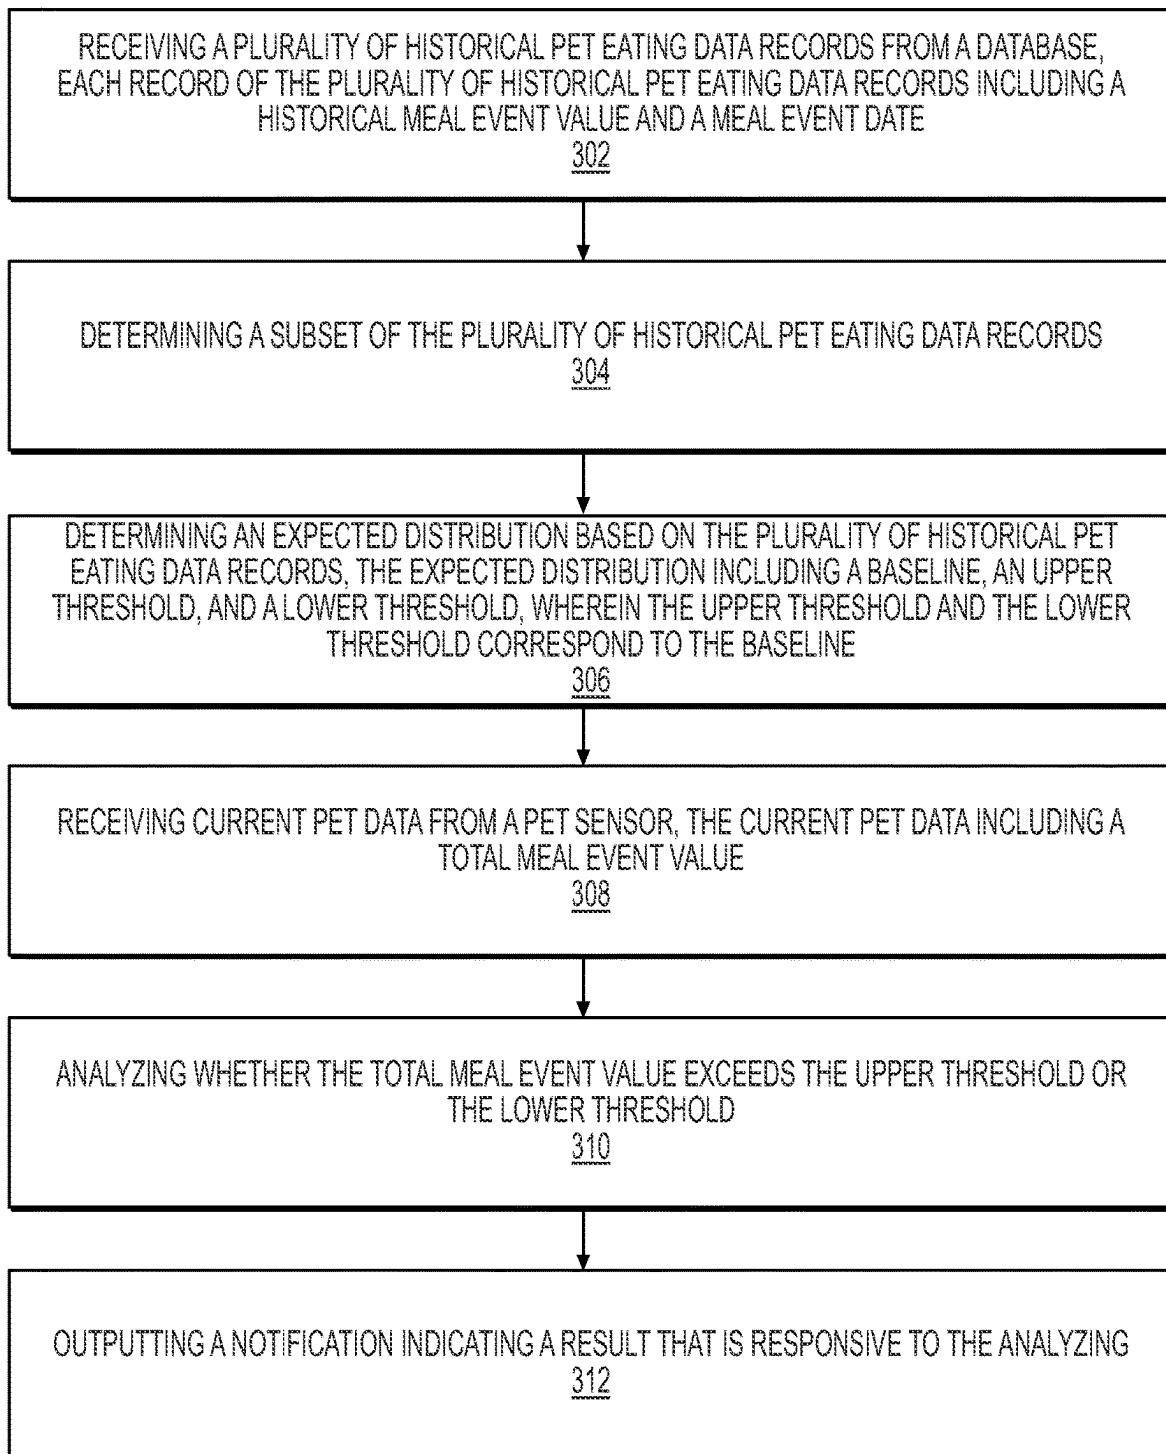 RECEIVING A PLURALITY OF HISTORICAL PET EATING DATA RECORDS FROM A DATABASE,
EACH RECORD OF THE PLURALITY OF HISTORICAL PET EATING DATA RECORDS INCLUDING A
HISTORICAL MEAL EVENT VALUE AND A MEAL EVENT DATE
302
DETERMINING A SUBSET OF THE PLURALITY OF HISTORICAL PET EATING DATA RECORDS
304
DETERMINING AN EXPECTED DISTRIBUTION BASED ON THE PLURALITY OF HISTORICAL PET
EATING DATA RECORDS, THE EXPECTED DISTRIBUTION INCLUDING A BASELINE, AN UPPER
THRESHOLD, AND A LOWER THRESHOLD, WHEREIN THE UPPER THRESHOLD AND THE LOWER
THRESHOLD CORRESPOND TO THE BASELINE
306
RECEIVING CURRENT PET DATA FROM A PET SENSOR, THE CURRENT PET DATA INCLUDING A
TOTAL MEAL EVENT VALUE
308
ANALYZING WHETHER THE TOTAL MEAL EVENT VALUE EXCEEDS THE UPPER THRESHOLD OR
THE LOWER THRESHOLD
310
OUTPUTTING A NOTIFICATION INDICATING A RESULT THAT IS RESPONSIVE TO THE ANALYZING
312